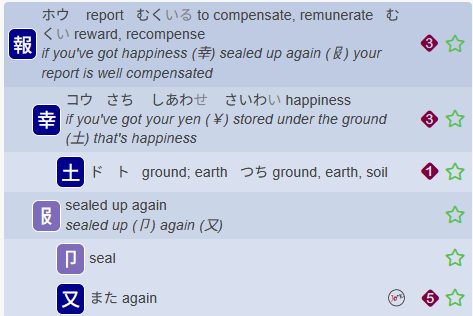 報 ホウ report むくいる to compensate, remunerate む
くい reward, recompense 3
if you've got happiness (幸) sealed up again (𠬝) your
report is well compensated
幸 コウ さち しあわせ さいわい happiness
if you've got your yen (￥) stored under the ground 3
(土) that's happiness
土 ド ト ground; earth つち ground, earth, soil 1
𠬝 sealed up again
sealed up (卩) again (又)
卩 seal
又 また again 5